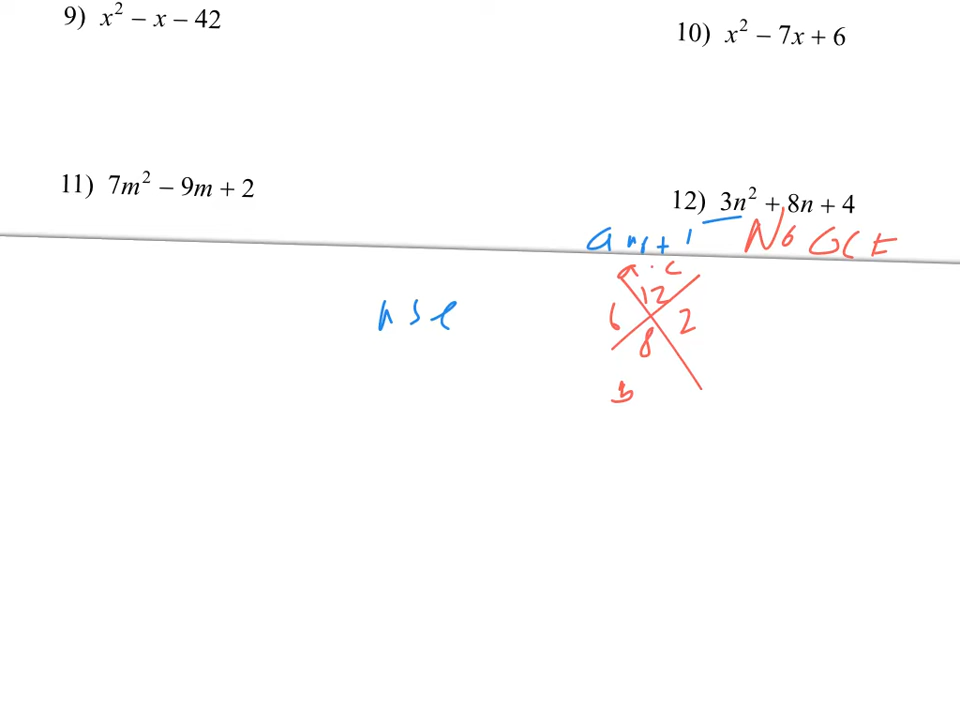 9) x² − x − 42
10) x² − 7x + 6
11) 7m² − 9m + 2
12) 3n² + 8n + 4
No GCF
a · c
12
6 2
8
b